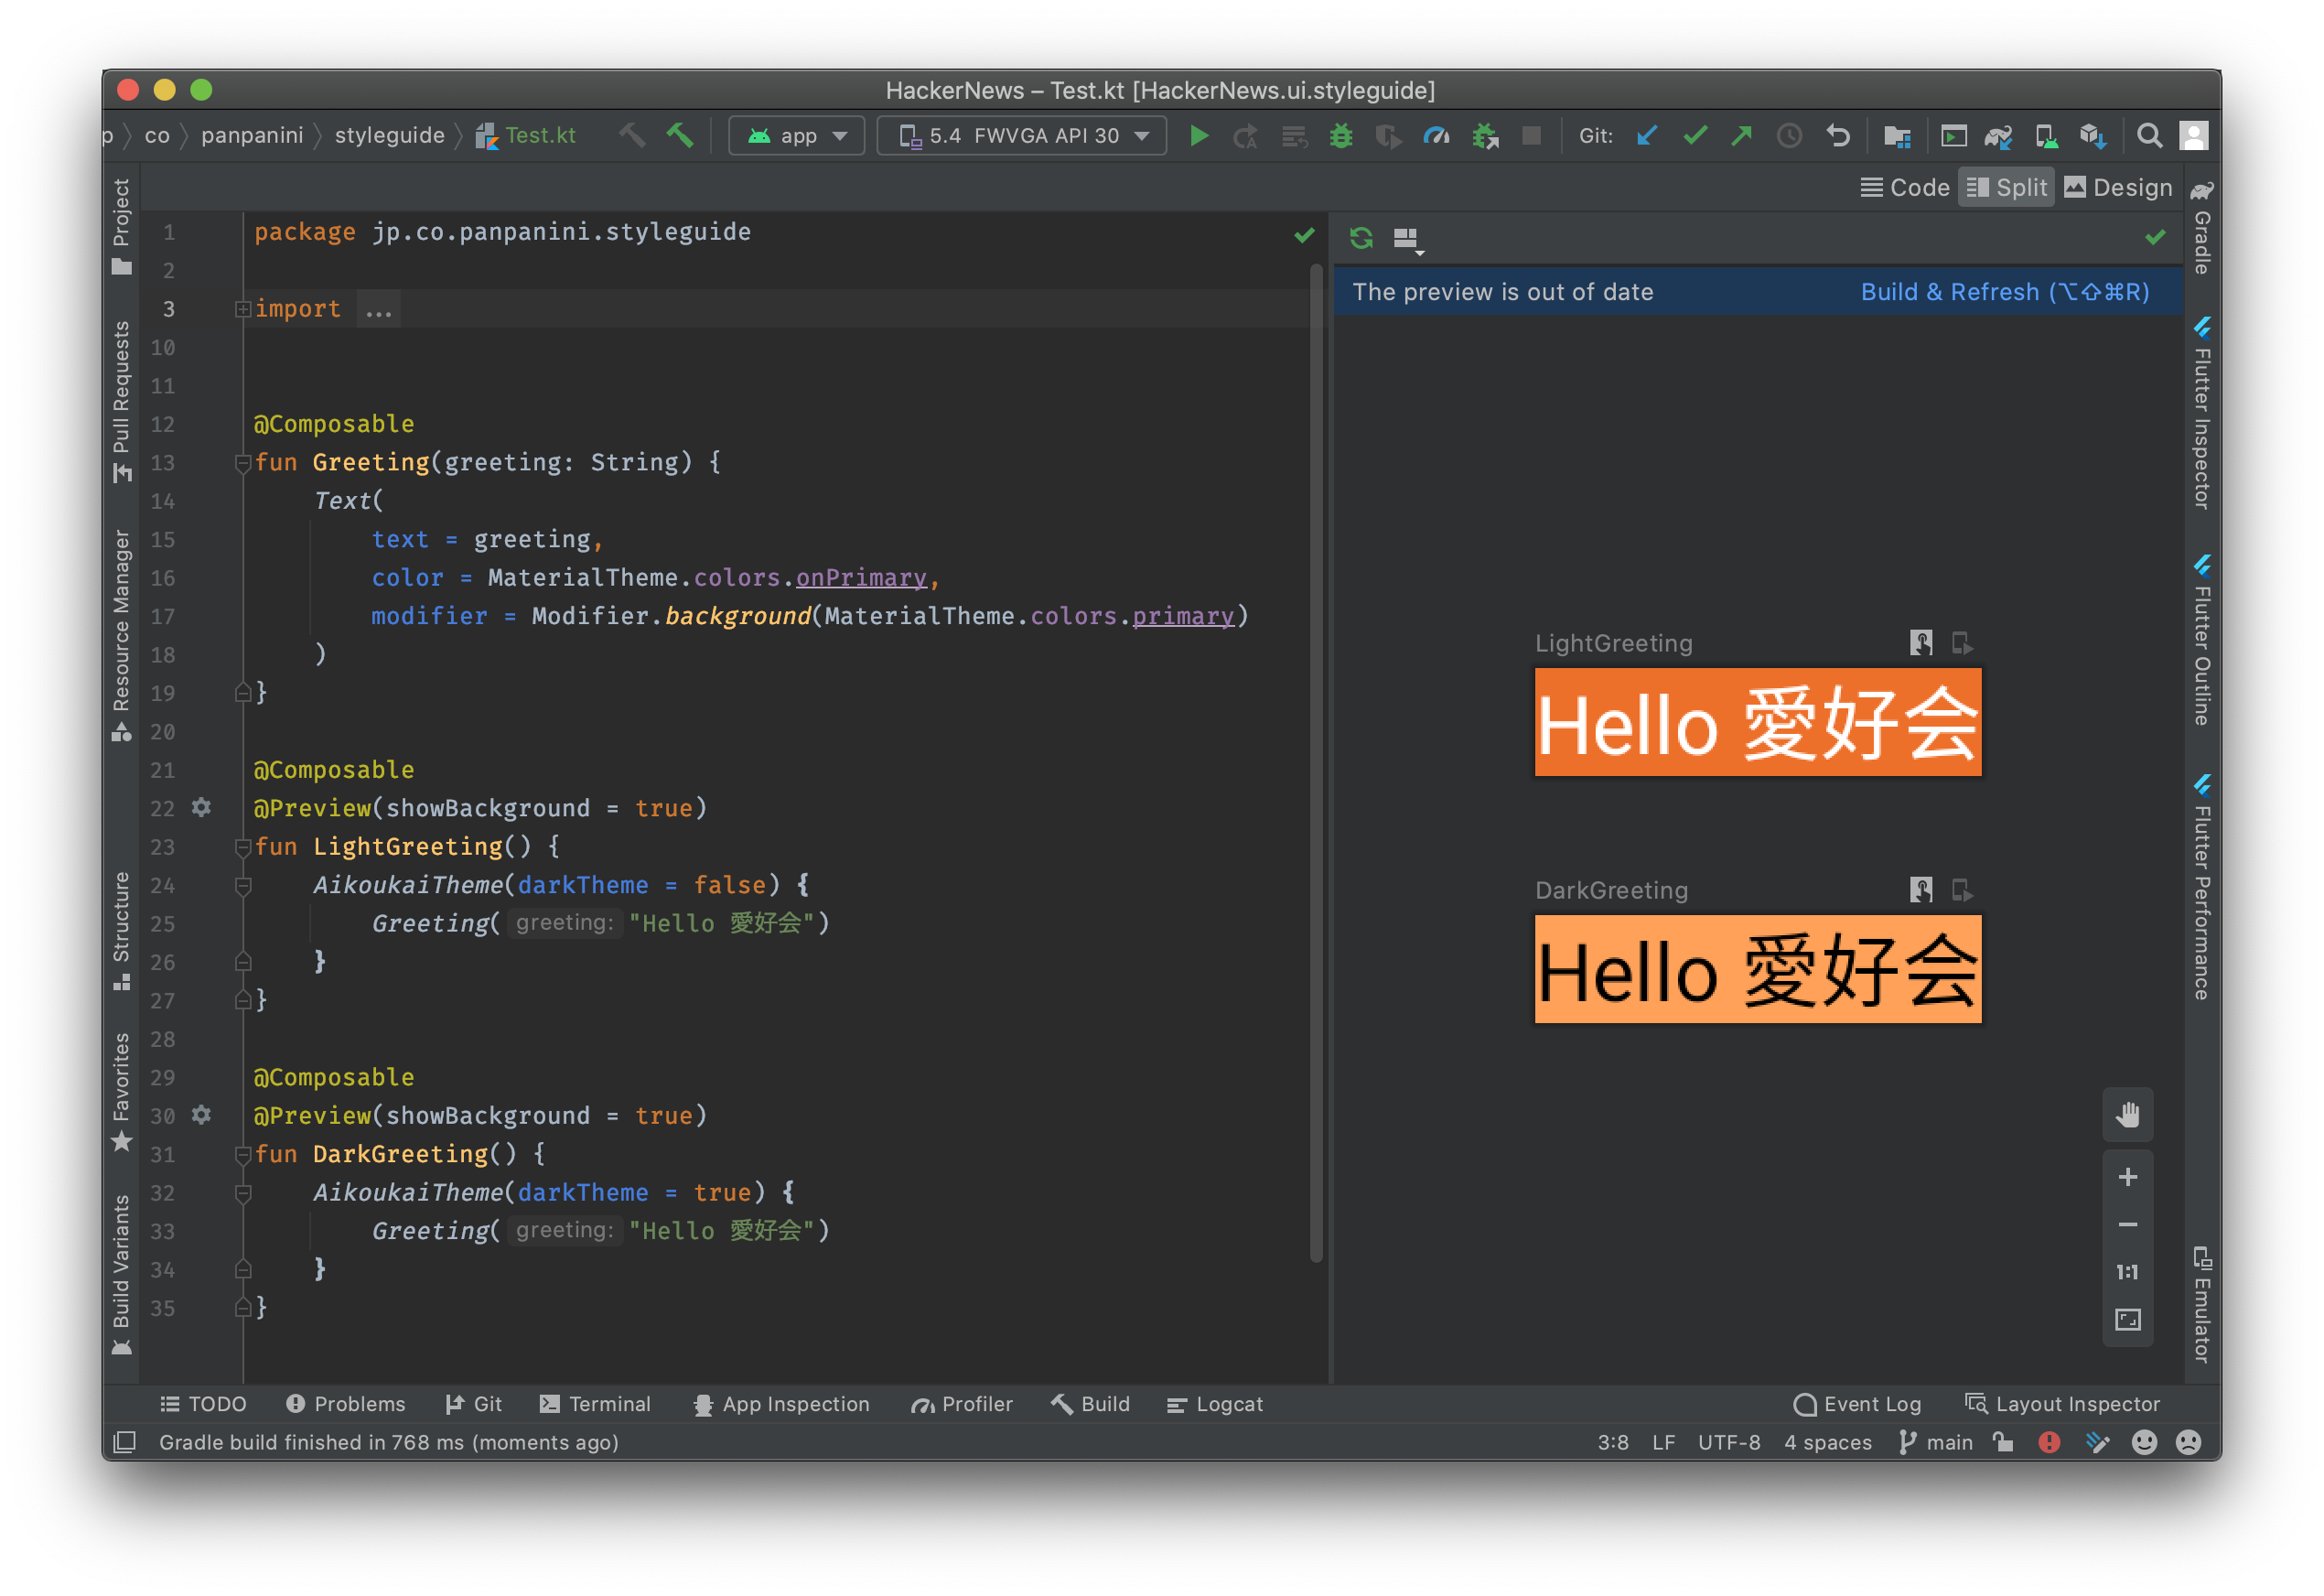 HackerNews – Test.kt [HackerNews.ui.styleguide]
p 〉 co 〉 panpanini 〉 styleguide 〉 Test.kt app 5.4 FWVGA API 30 Git:
Code Split Design
Project
Pull Requests
Resource Manager
Structure
Favorites
Build Variants
1 package jp.co.panpanini.styleguide
2
3 import ...
10
11
12 @Composable
13 fun Greeting(greeting: String) {
14 Text(
15 text = greeting,
16 color = MaterialTheme.colors.onPrimary,
17 modifier = Modifier.background(MaterialTheme.colors.primary)
18 )
19 }
20
21 @Composable
22 @Preview(showBackground = true)
23 fun LightGreeting() {
24 AikoukaiTheme(darkTheme = false) {
25 Greeting( greeting: "Hello 愛好会")
26 }
27 }
28
29 @Composable
30 @Preview(showBackground = true)
31 fun DarkGreeting() {
32 AikoukaiTheme(darkTheme = true) {
33 Greeting( greeting: "Hello 愛好会")
34 }
35 }
The preview is out of date Build & Refresh (⌥⇧⌘R)
LightGreeting
Hello 愛好会
DarkGreeting
Hello 愛好会
1:1
Gradle
Flutter Inspector
Flutter Outline
Flutter Performance
Emulator
TODO Problems Git Terminal App Inspection Profiler Build Logcat Event Log Layout Inspector
Gradle build finished in 768 ms (moments ago) 3:8 LF UTF-8 4 spaces main